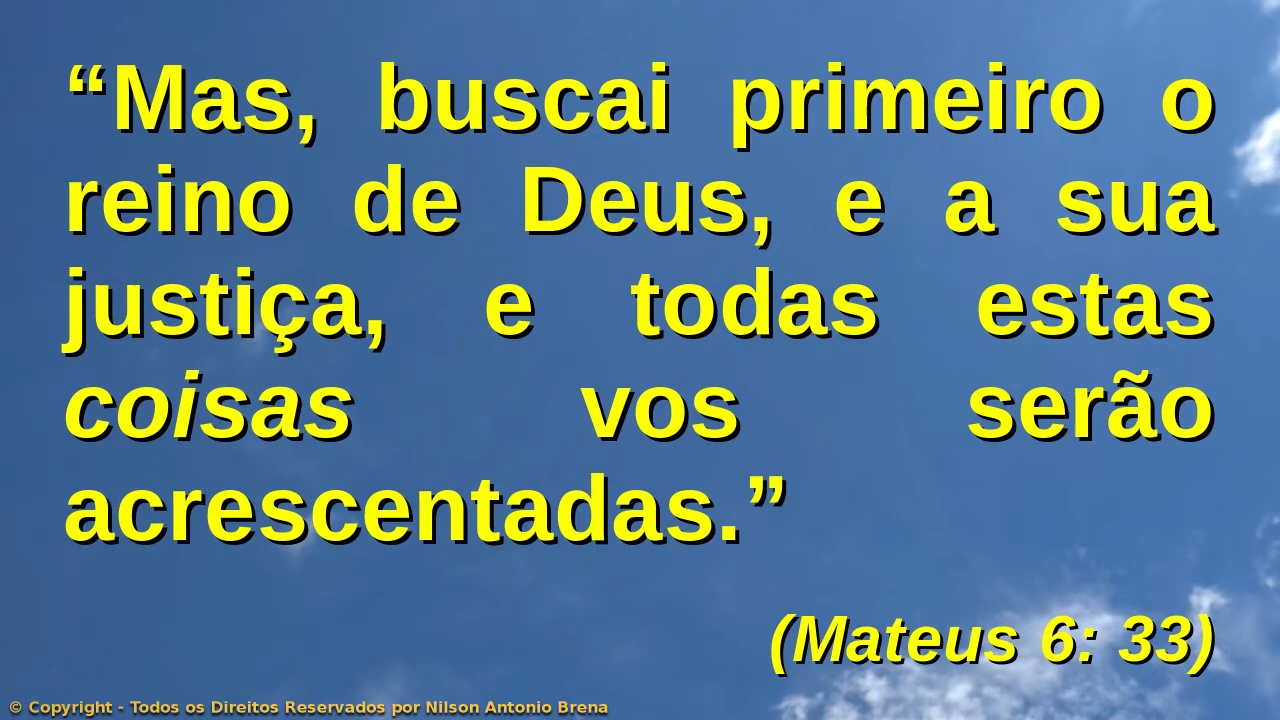 “Mas, buscai primeiro o
reino de Deus, e a sua
justiça, e todas estas
coisas vos serão
acrescentadas.”
(Mateus 6: 33)
© Copyright - Todos os Direitos Reservados por Nilson Antonio Brena